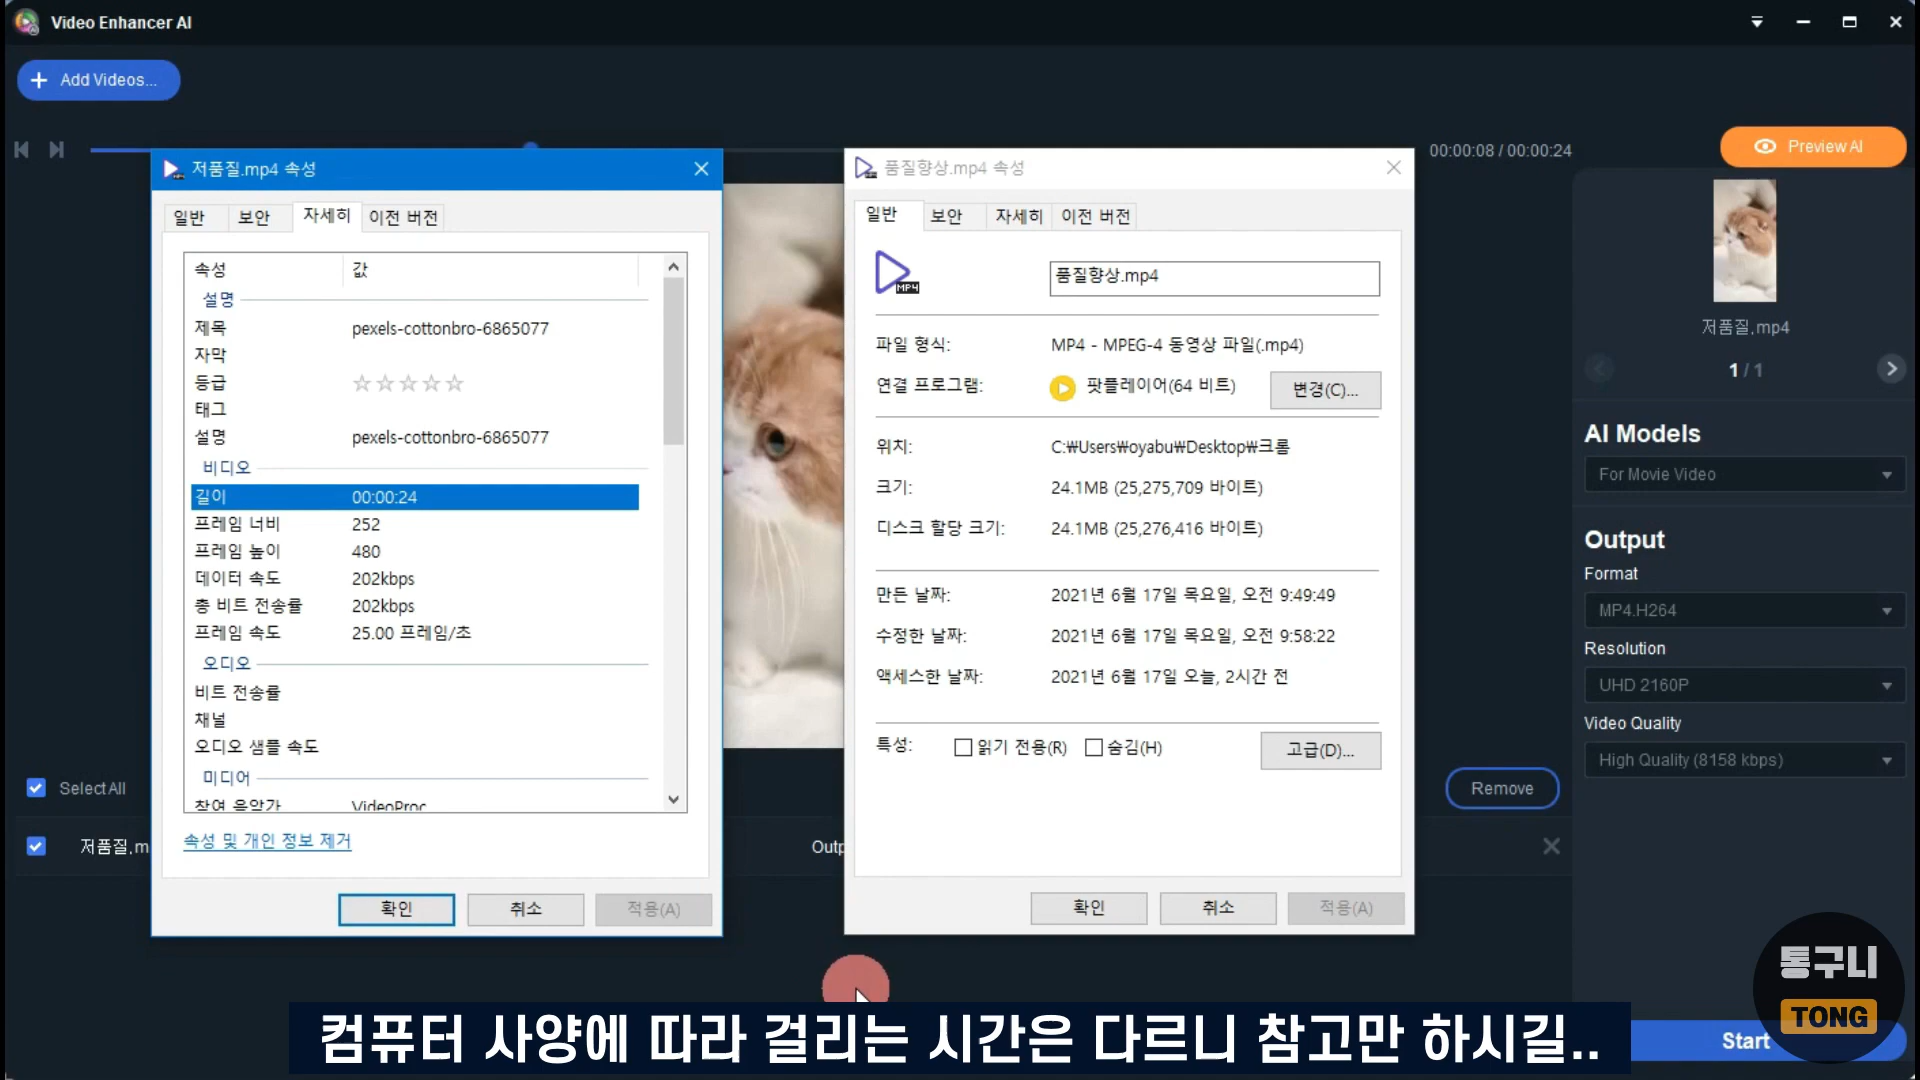 Video Enhancer AI
Add Videos...
00:00:08 / 00:00:24
Preview AI
저품질.mp4 속성
일반
보안
자세히
이전 버전
속성
값
설명
제목
pexels-cottonbro-6865077
자막
등급
태그
설명
pexels-cottonbro-6865077
비디오
길이
00:00:24
프레임 너비
252
프레임 높이
480
데이터 속도
202kbps
총 비트 전송률
202kbps
프레임 속도
25.00 프레임/초
오디오
비트 전송률
채널
오디오 샘플 속도
미디어
참여 음악가
VideoProc
속성 및 개인 정보 제거
확인
취소
적용(A)
품질향상.mp4 속성
일반
보안
자세히
이전 버전
MP4
품질향상.mp4
파일 형식:
MP4 - MPEG-4 동영상 파일(.mp4)
연결 프로그램:
팟플레이어(64 비트)
변경(C)...
위치:
C:₩Users₩oyabu₩Desktop₩크롬
크기:
24.1MB (25,275,709 바이트)
디스크 할당 크기:
24.1MB (25,276,416 바이트)
만든 날짜:
2021년 6월 17일 목요일, 오전 9:49:49
수정한 날짜:
2021년 6월 17일 목요일, 오전 9:58:22
액세스한 날짜:
2021년 6월 17일 오늘, 2시간 전
특성:
읽기 전용(R)
숨김(H)
고급(D)...
확인
취소
적용(A)
저품질.mp4
1 / 1
AI Models
For Movie Video
Output
Format
MP4.H264
Resolution
UHD 2160P
Video Quality
High Quality (8158 kbps)
Select All
Remove
저품질.m
Outp
통구니
TONG
Start
컴퓨터 사양에 따라 걸리는 시간은 다르니 참고만 하시길..